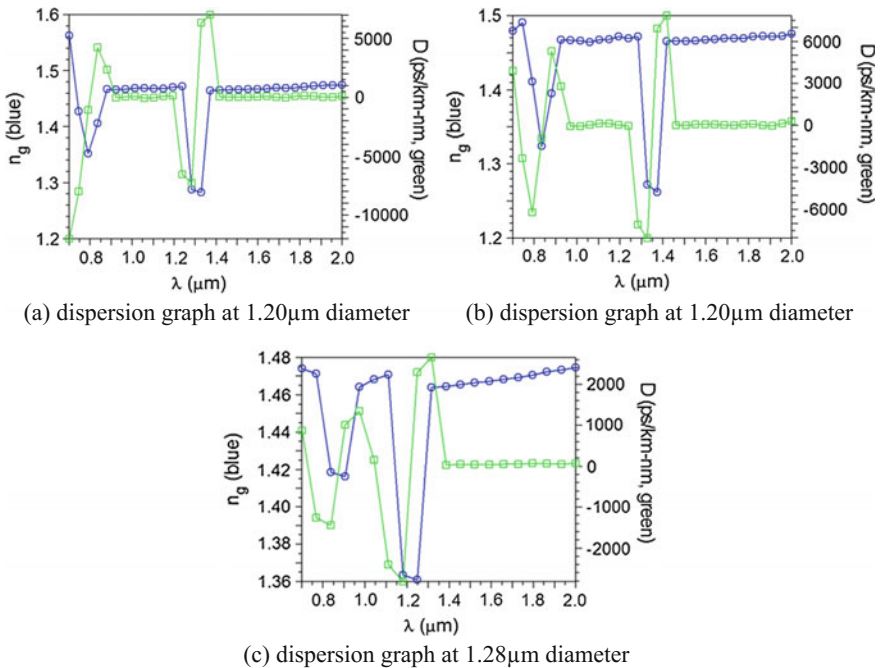 1.6
1.5
1.4
1.3
1.2
5000
0
-5000
-10000
0.8 1.0 1.2 1.4 1.6 1.8 2.0
n_g (blue)
D (ps/km-nm, green)
λ (μm)
(a) dispersion graph at 1.20μm diameter
1.5
1.4
1.3
1.2
6000
3000
0
-3000
-6000
0.8 1.0 1.2 1.4 1.6 1.8 2.0
n_g (blue)
D (ps/km-nm, green)
λ (μm)
(b) dispersion graph at 1.20μm diameter
1.48
1.46
1.44
1.42
1.40
1.38
1.36
2000
1000
0
-1000
-2000
0.8 1.0 1.2 1.4 1.6 1.8 2.0
n_g (blue)
D (ps/km-nm, green)
λ (μm)
(c) dispersion graph at 1.28μm diameter